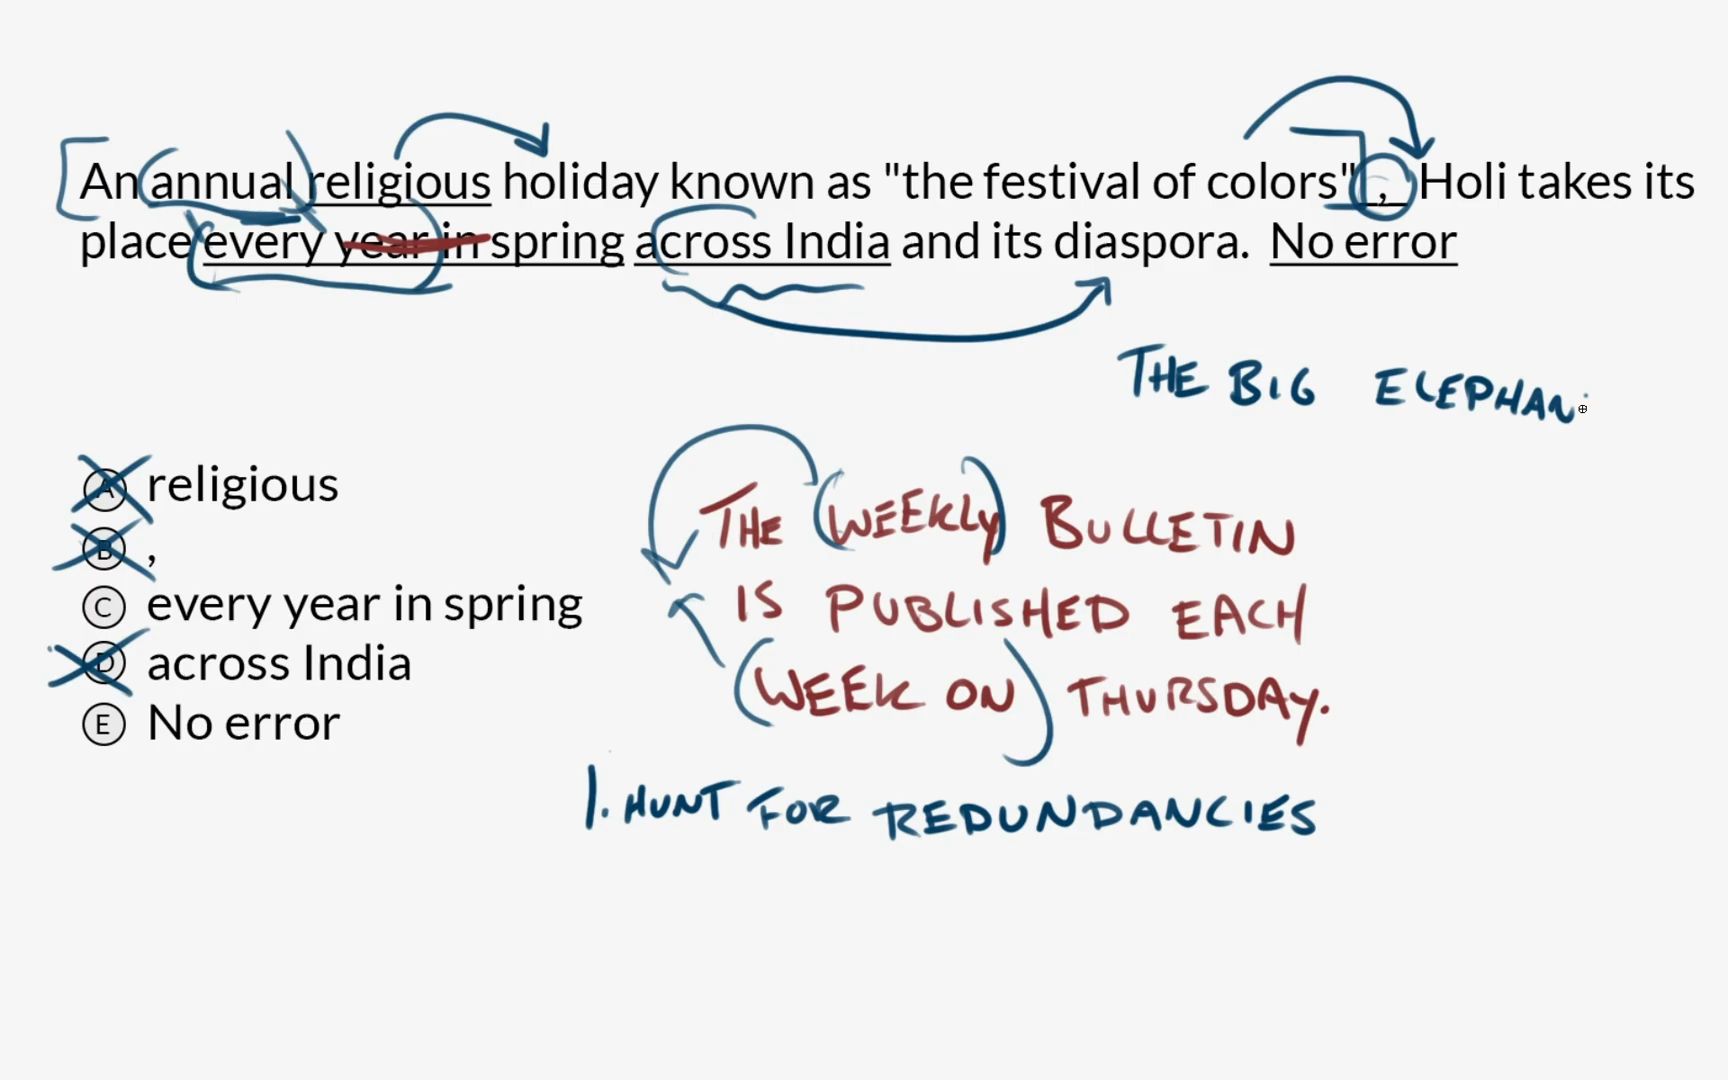 An annual religious holiday known as "the festival of colors" , Holi takes its
place every year in spring across India and its diaspora. No error
THE BIG ELEPHAN
A religious
B ,
C every year in spring
D across India
E No error
THE (WEEKLY) BULLETIN
IS PUBLISHED EACH
(WEEK ON) THURSDAY.
1. HUNT FOR REDUNDANCIES